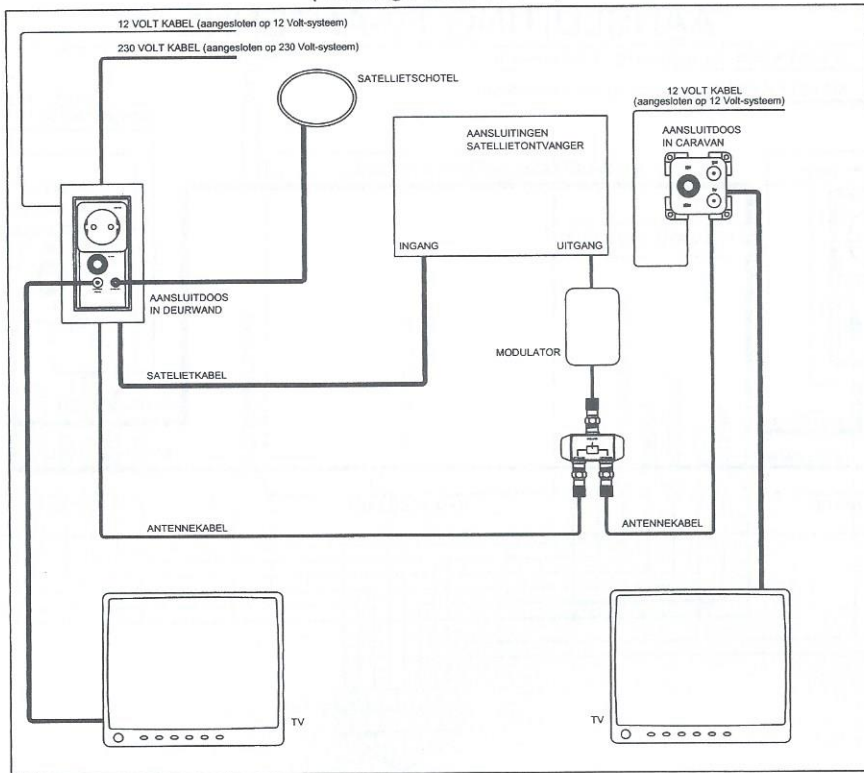 12 VOLT KABEL (aangesloten op 12 Volt-systeem)
230 VOLT KABEL (aangesloten op 230 Volt-systeem)
SATELLIETSCHOTEL
12 VOLT KABEL
(aangesloten op 12 Volt-systeem)
AANSLUITINGEN
SATELLIETONTVANGER
AANSLUITDOOS
IN CARAVAN
INGANG
UITGANG
AANSLUITDOOS
IN DEURWAND
MODULATOR
SATELIETKABEL
ANTENNEKABEL
ANTENNEKABEL
TV
TV